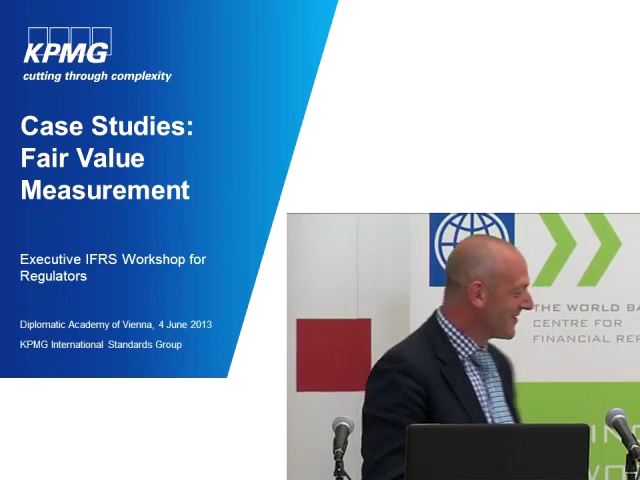 KPMG
cutting through complexity
Case Studies:
Fair Value
Measurement
Executive IFRS Workshop for
Regulators
Diplomatic Academy of Vienna, 4 June 2013
KPMG International Standards Group
THE WORLD BA
CENTRE FOR
FINANCIAL REP